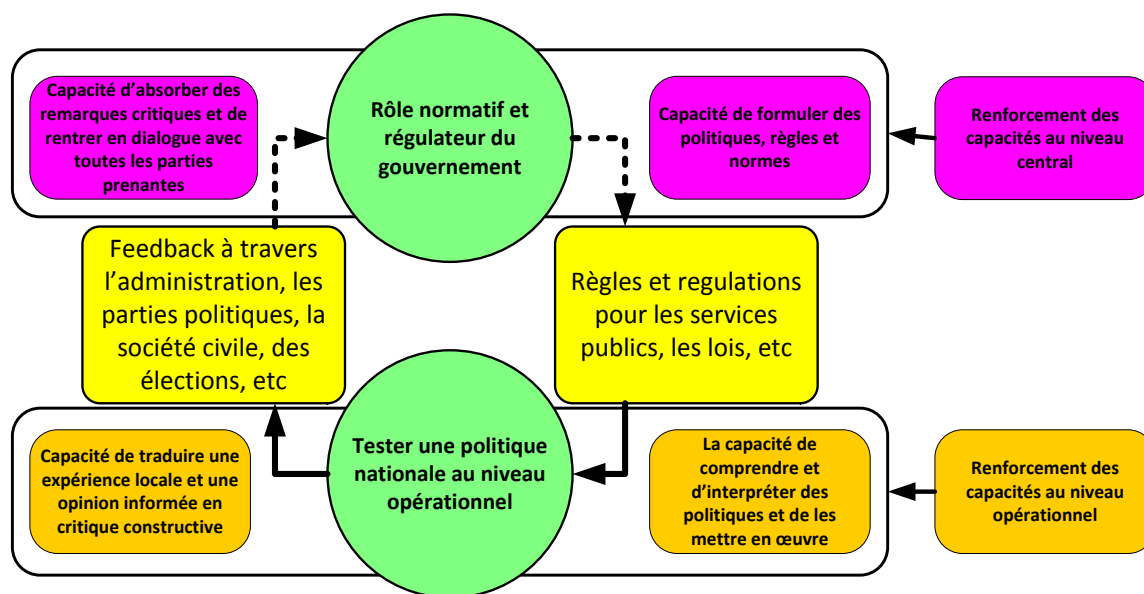 Capacité d’absorber des
remarques critiques et de
rentrer en dialogue avec
toutes les parties
prenantes
Rôle normatif et
régulateur du
gouvernement
Capacité de formuler des
politiques, règles et
normes
Renforcement des
capacités au niveau
central
Feedback à travers
l’administration, les
parties politiques, la
société civile, des
élections, etc
Règles et regulations
pour les services
publics, les lois, etc
Capacité de traduire une
expérience locale et une
opinion informée en
critique constructive
Tester une politique
nationale au niveau
opérationnel
La capacité de
comprendre et
d’interpréter des
politiques et de les
mettre en œuvre
Renforcement des
capacités au niveau
opérationnel